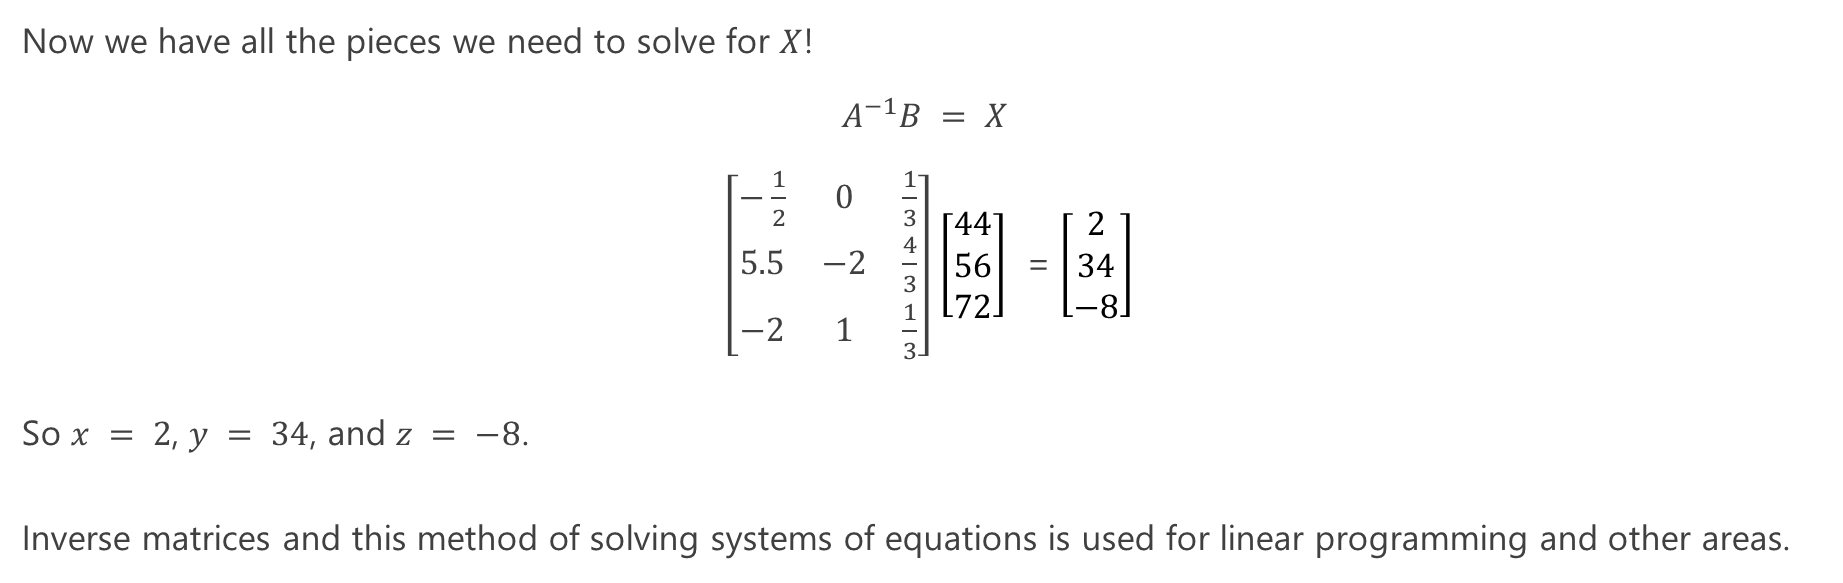 Now we have all the pieces we need to solve for X!
A⁻¹B = X
[−1/2 0 1/3; 5.5 −2 4/3; −2 1 1/3] [44; 56; 72] = [2; 34; −8]
So x = 2, y = 34, and z = −8.
Inverse matrices and this method of solving systems of equations is used for linear programming and other areas.